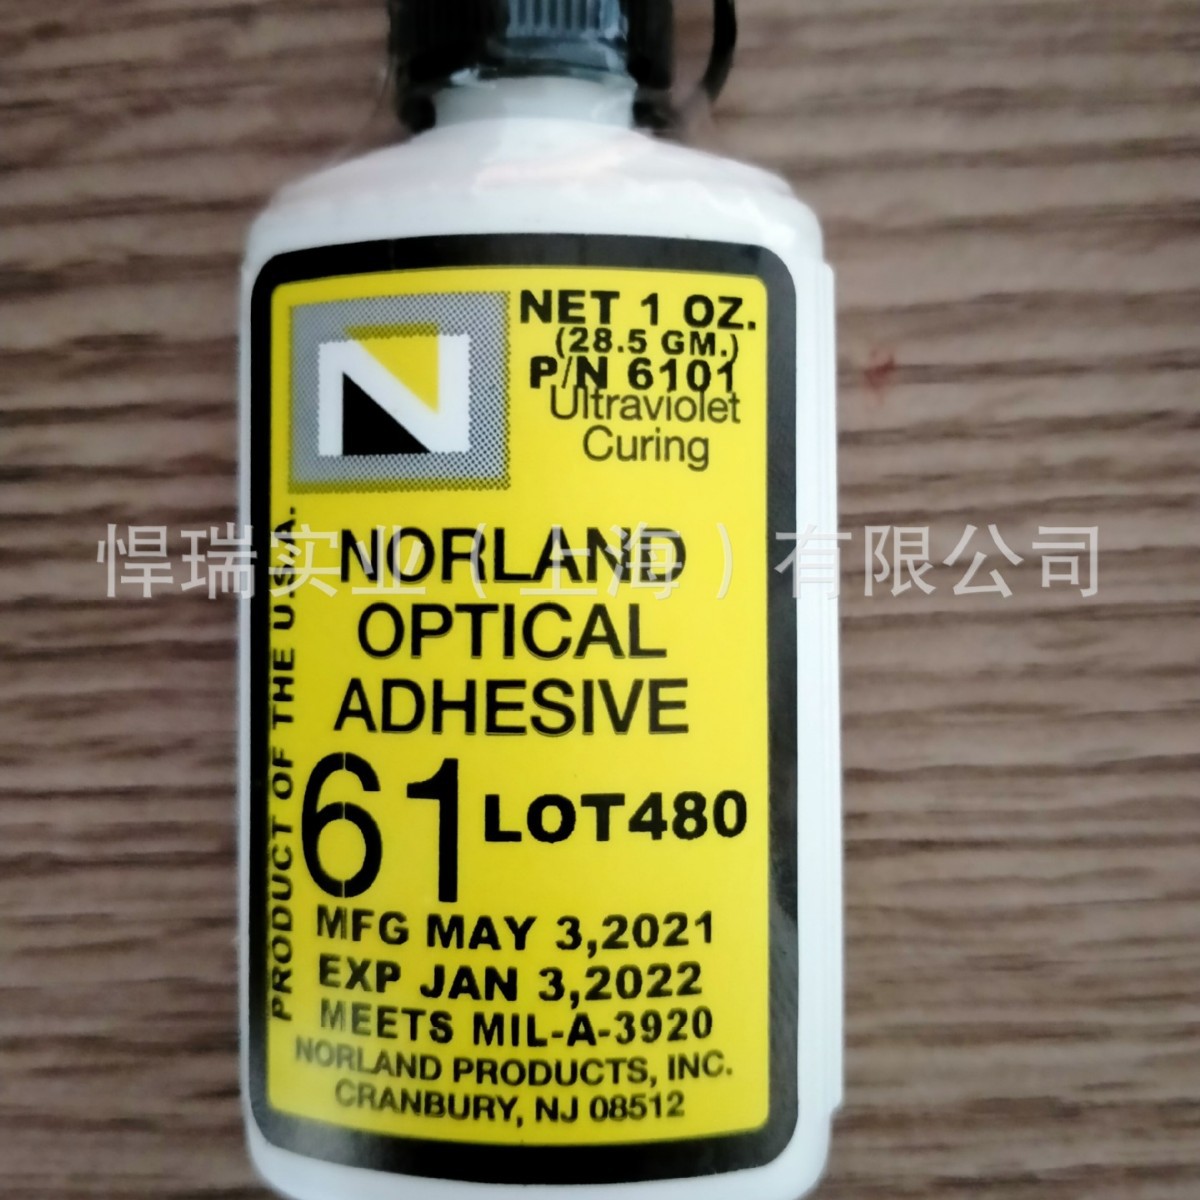 NET 1 OZ.
(28.5 GM.)
P/N 6101
Ultraviolet
Curing
N
PRODUCT OF THE U.S.A.
NORLAND
OPTICAL
ADHESIVE
61 LOT480
MFG MAY 3,2021
EXP JAN 3,2022
MEETS MIL-A-3920
NORLAND PRODUCTS, INC.
CRANBURY, NJ 08512
悍瑞实业（上海）有限公司